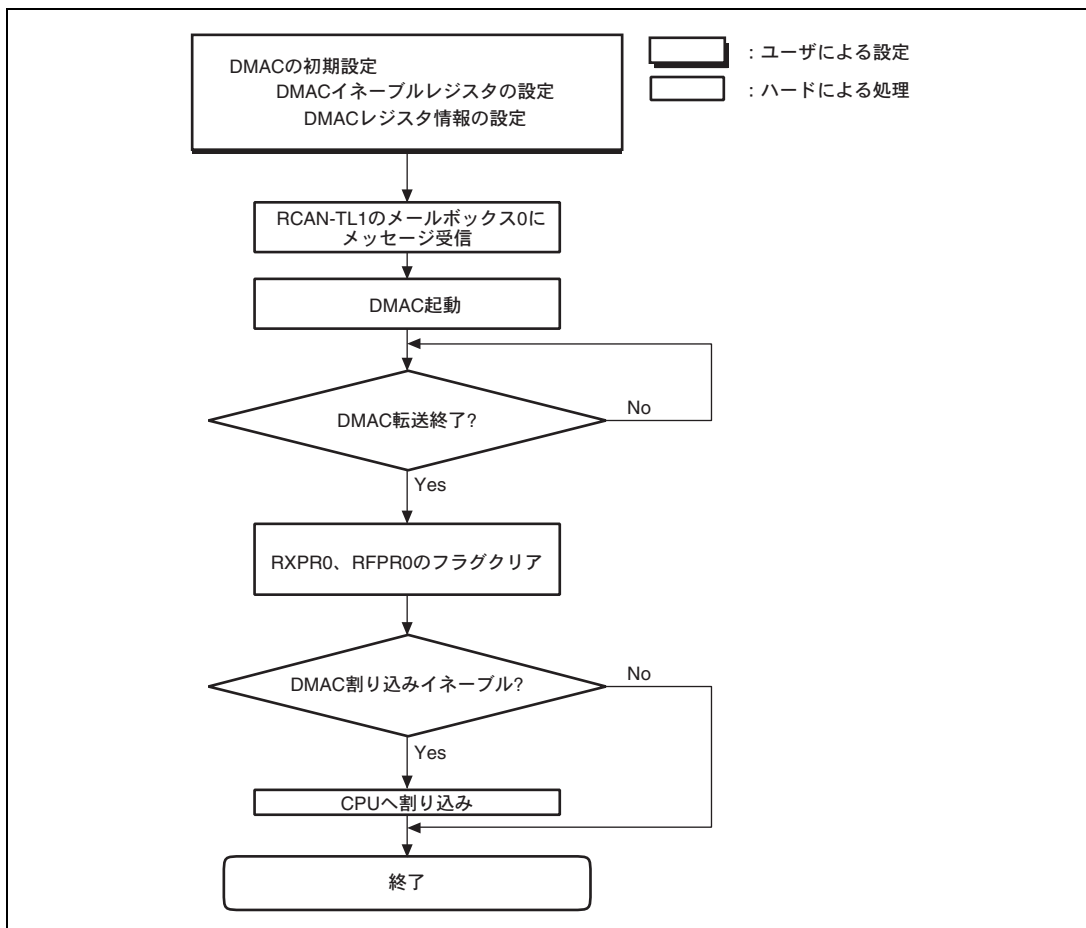 DMACの初期設定
DMACイネーブルレジスタの設定
DMACレジスタ情報の設定
：ユーザによる設定
：ハードによる処理
RCAN-TL1のメールボックス0に
メッセージ受信
DMAC起動
DMAC転送終了?
No
Yes
RXPR0、RFPR0のフラグクリア
DMAC割り込みイネーブル?
No
Yes
CPUへ割り込み
終了